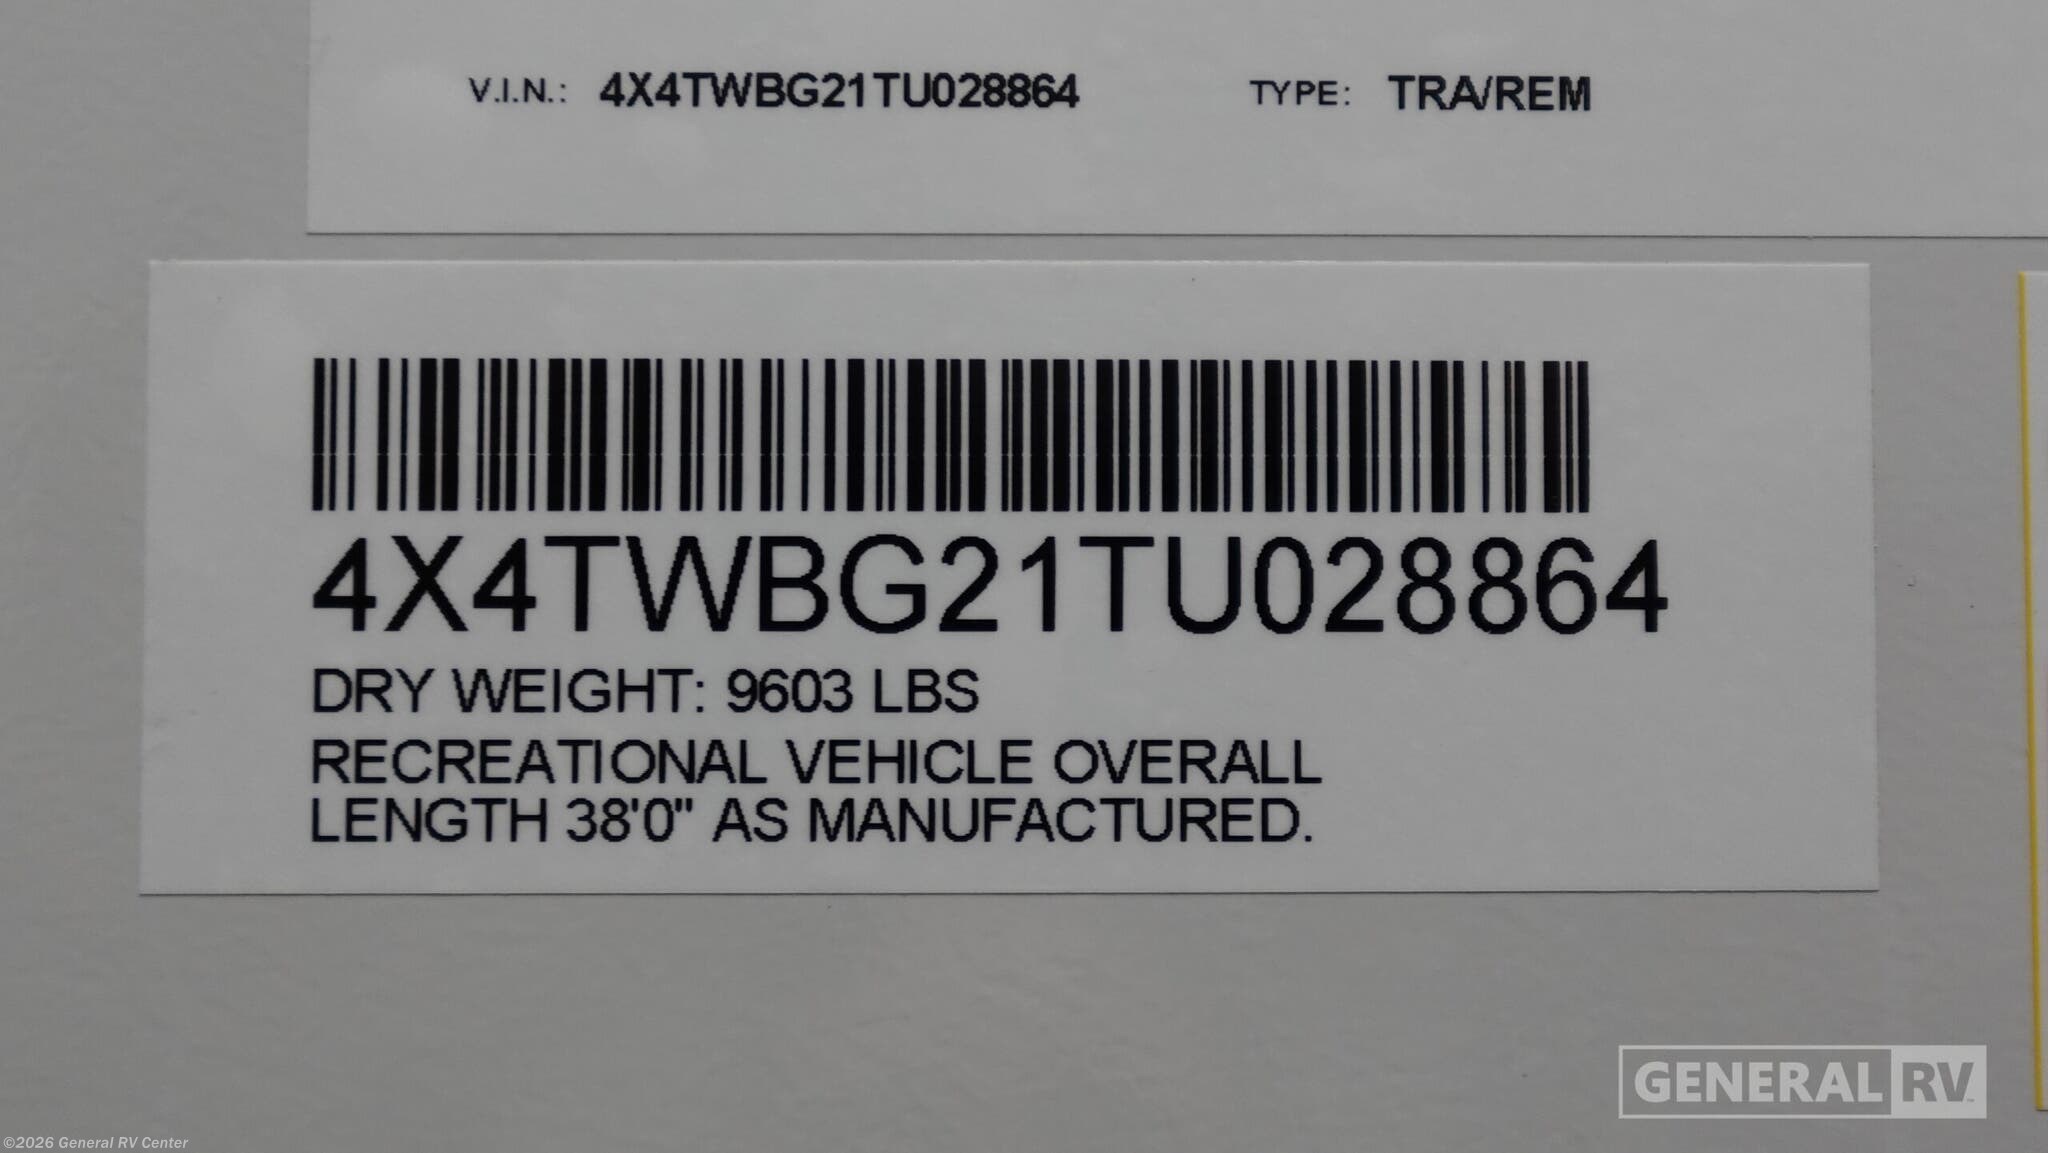 V.I.N.: 4X4TWBG21TU028864 TYPE: TRA/REM
4X4TWBG21TU028864
DRY WEIGHT: 9603 LBS
RECREATIONAL VEHICLE OVERALL
LENGTH 38'0" AS MANUFACTURED.
GENERAL RV
©2026 General RV Center